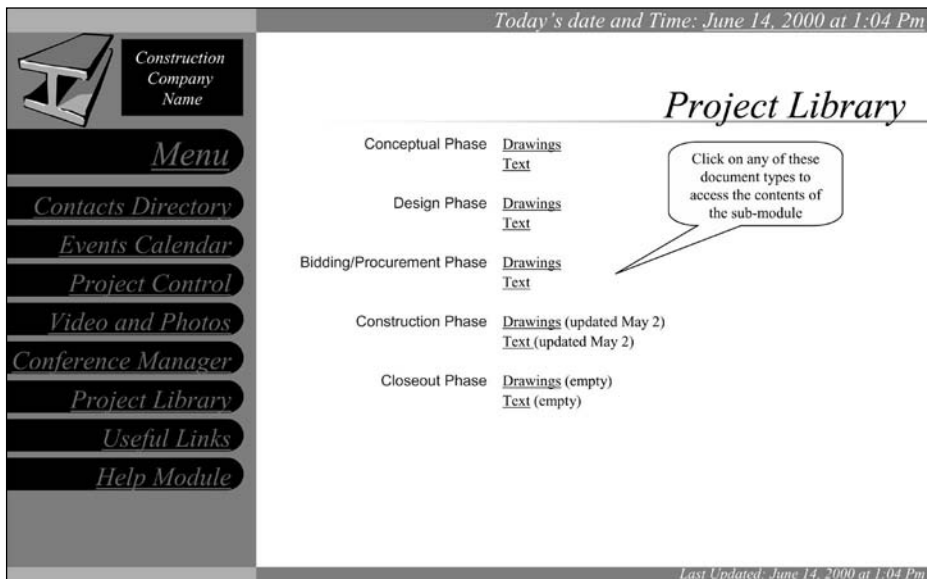 Today's date and Time: June 14, 2000 at 1:04 Pm
Construction
Company
Name
Menu
Contacts Directory
Events Calendar
Project Control
Video and Photos
Conference Manager
Project Library
Useful Links
Help Module
Project Library
Conceptual Phase Drawings
Text
Design Phase Drawings
Text
Bidding/Procurement Phase Drawings
Text
Construction Phase Drawings (updated May 2)
Text (updated May 2)
Closeout Phase Drawings (empty)
Text (empty)
Click on any of these
document types to
access the contents of
the sub-module
Last Updated: June 14, 2000 at 1:04 Pm